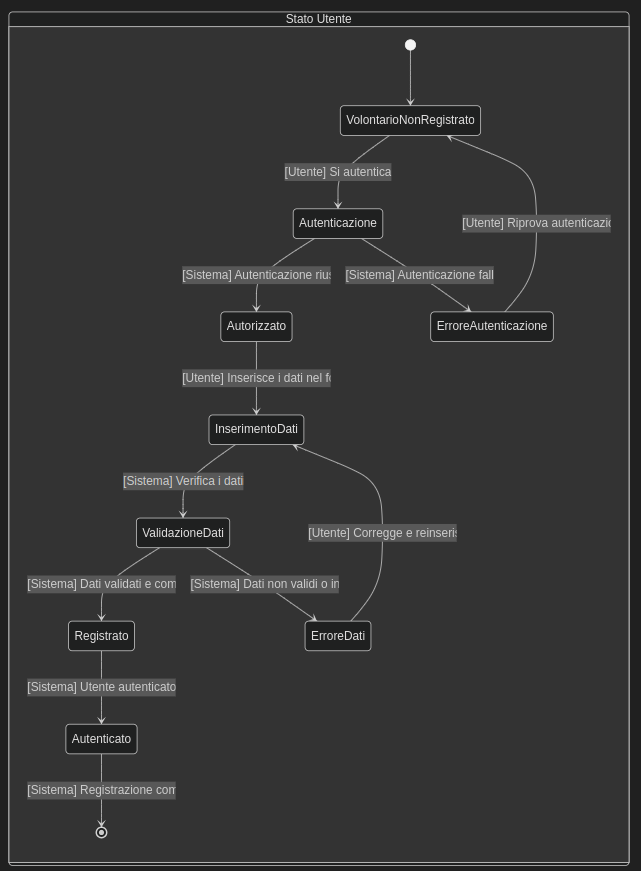 Stato Utente
VolontarioNonRegistrato
[Utente] Si autentica
Autenticazione
[Utente] Riprova autenticazio
[Sistema] Autenticazione rius
[Sistema] Autenticazione fall
Autorizzato
ErroreAutenticazione
[Utente] Inserisce i dati nel fo
InserimentoDati
[Sistema] Verifica i dati
ValidazioneDati
[Utente] Corregge e reinseris
[Sistema] Dati validati e com
[Sistema] Dati non validi o in
Registrato
ErroreDati
[Sistema] Utente autenticato
Autenticato
[Sistema] Registrazione com